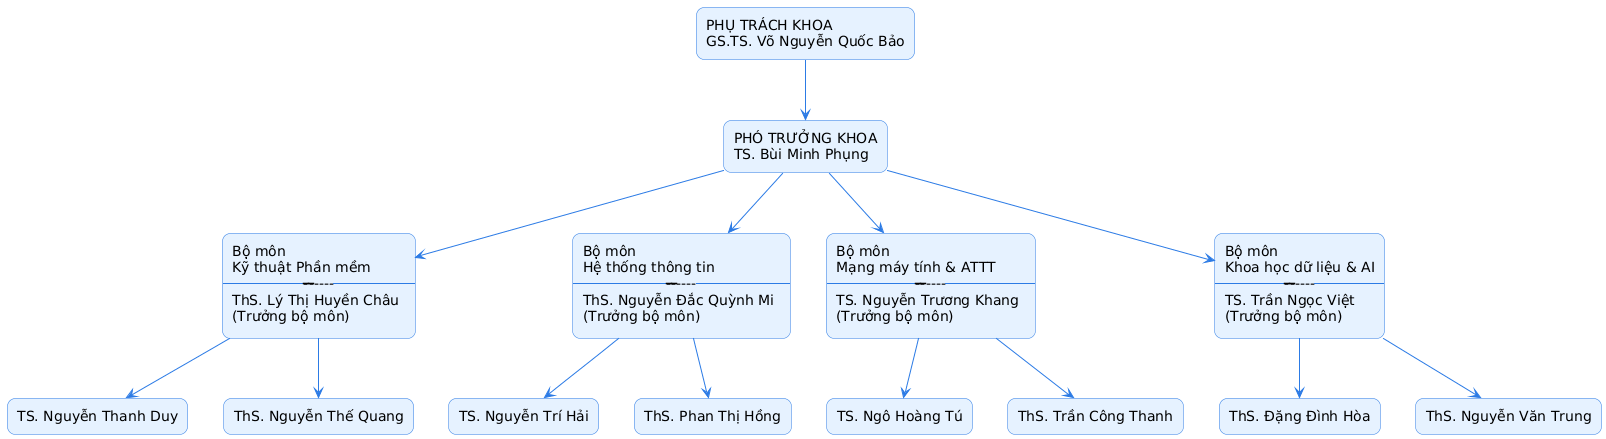 PHỤ TRÁCH KHOA
GS.TS. Võ Nguyễn Quốc Bảo
PHÓ TRƯỞNG KHOA
TS. Bùi Minh Phụng
Bộ môn
Kỹ thuật Phần mềm
ThS. Lý Thị Huyền Châu
(Trưởng bộ môn)
Bộ môn
Hệ thống thông tin
ThS. Nguyễn Đắc Quỳnh Mi
(Trưởng bộ môn)
Bộ môn
Mạng máy tính & ATTT
TS. Nguyễn Trương Khang
(Trưởng bộ môn)
Bộ môn
Khoa học dữ liệu & AI
TS. Trần Ngọc Việt
(Trưởng bộ môn)
TS. Nguyễn Thanh Duy
ThS. Nguyễn Thế Quang
TS. Nguyễn Trí Hải
ThS. Phan Thị Hồng
TS. Ngô Hoàng Tú
ThS. Trần Công Thanh
ThS. Đặng Đình Hòa
ThS. Nguyễn Văn Trung